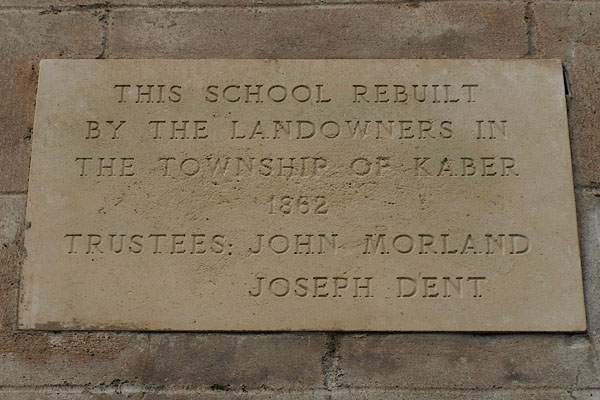 THIS SCHOOL REBUILT
BY THE LANDOWNERS IN
THE TOWNSHIP OF KABER
1862
TRUSTEES: JOHN MORLAND
JOSEPH DENT